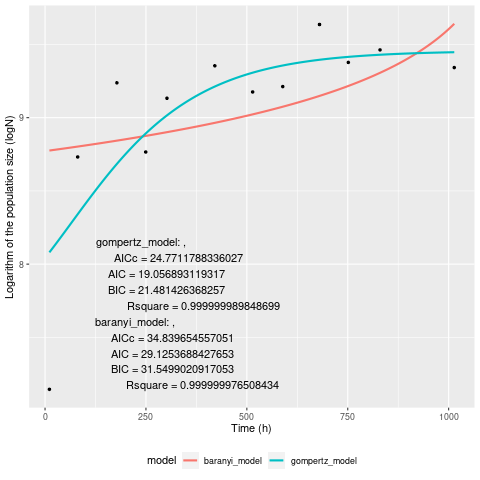 9
8
Logarithm of the population size (logN)
gompertz_model: ,
AICc = 24.7711788336027
AIC = 19.056893119317
BIC = 21.481426368257
Rsquare = 0.999999989848699
baranyi_model: ,
AICc = 34.839654557051
AIC = 29.1253688427653
BIC = 31.5499020917053
Rsquare = 0.999999976508434
0 250 500 750 1000
Time (h)
model baranyi_model gompertz_model